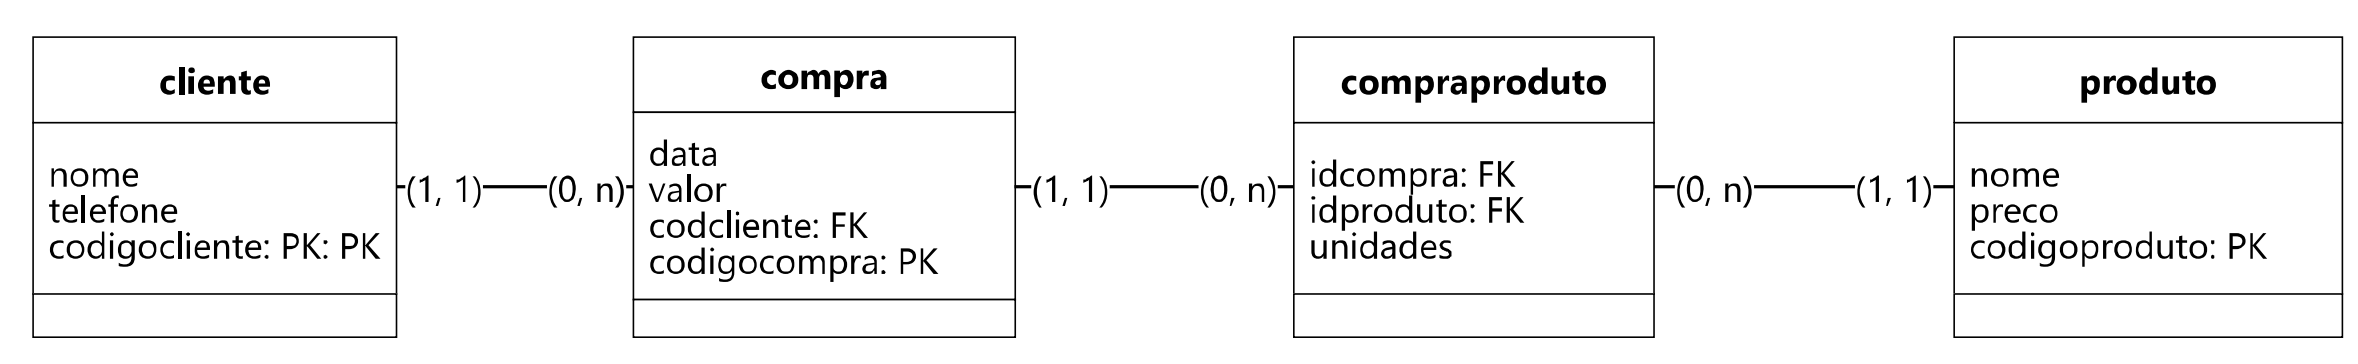 cliente
nome
telefone
codigocliente: PK: PK
(1, 1)
(0, n)
compra
data
valor
codcliente: FK
codigocompra: PK
(1, 1)
(0, n)
compraproduto
idcompra: FK
idproduto: FK
unidades
(0, n)
(1, 1)
produto
nome
preco
codigoproduto: PK